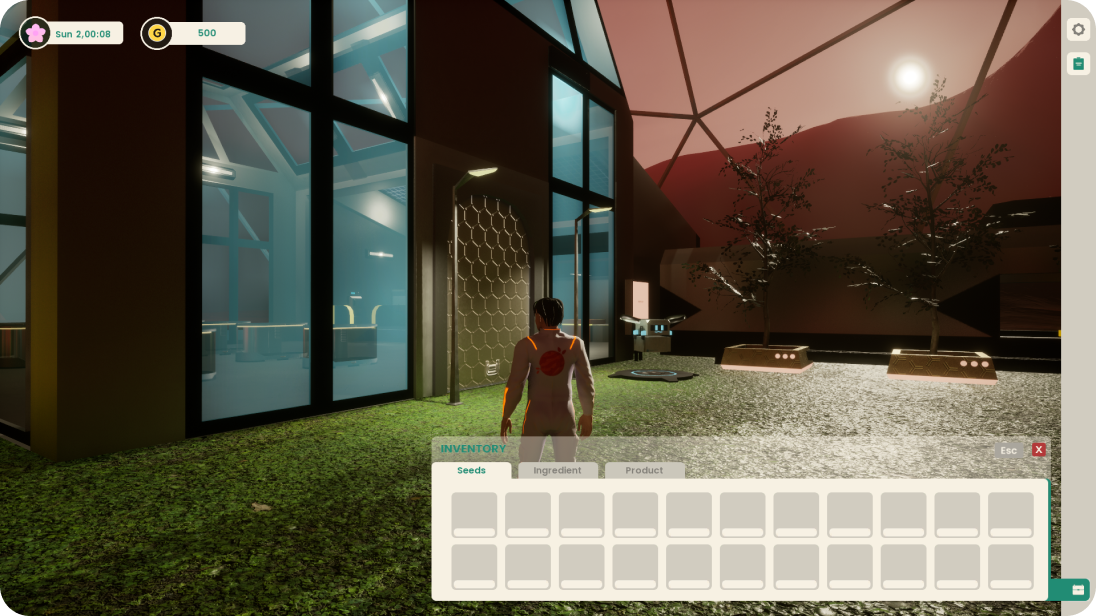 Sun 2,00:08
G
500
INVENTORY
Esc
X
Seeds
Ingredient
Product